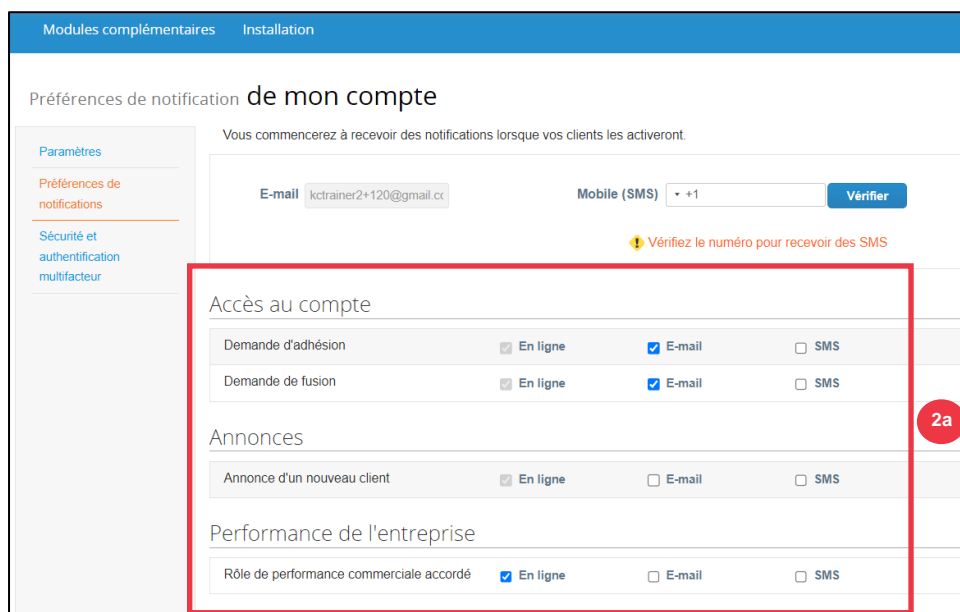 Modules complémentaires Installation
Préférences de notification de mon compte
Vous commencerez à recevoir des notifications lorsque vos clients les activeront.
Paramètres
Préférences de
notifications
Sécurité et
authentification
multifacteur
E-mail kctrainer2+120@gmail.cc Mobile (SMS) +1 Vérifier
Vérifiez le numéro pour recevoir des SMS
Accès au compte
Demande d'adhésion En ligne E-mail SMS
Demande de fusion En ligne E-mail SMS
2a
Annonces
Annonce d'un nouveau client En ligne E-mail SMS
Performance de l'entreprise
Rôle de performance commerciale accordé En ligne E-mail SMS